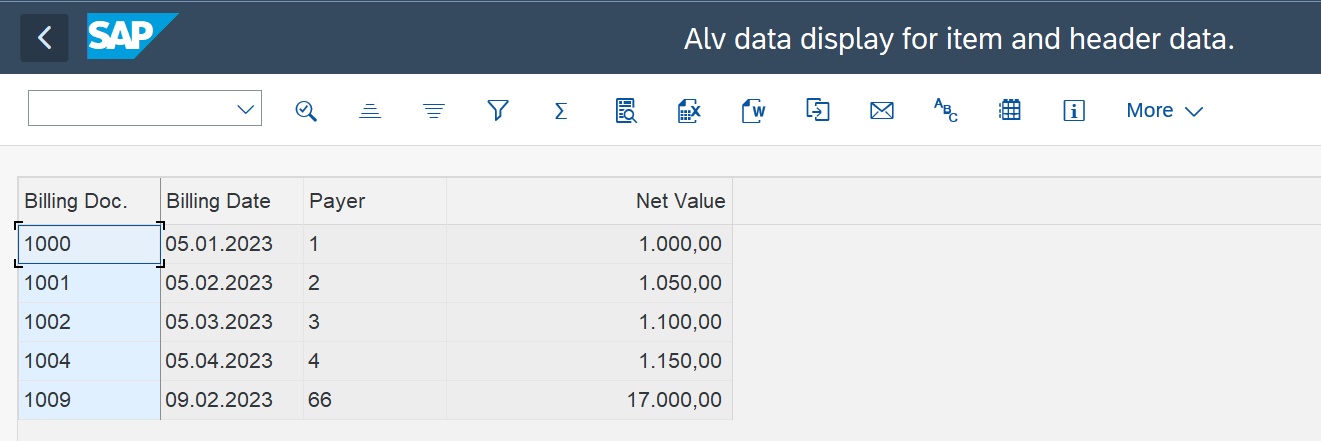 SAP
Alv data display for item and header data.
More
Billing Doc. Billing Date Payer Net Value
1000 05.01.2023 1 1.000,00
1001 05.02.2023 2 1.050,00
1002 05.03.2023 3 1.100,00
1004 05.04.2023 4 1.150,00
1009 09.02.2023 66 17.000,00